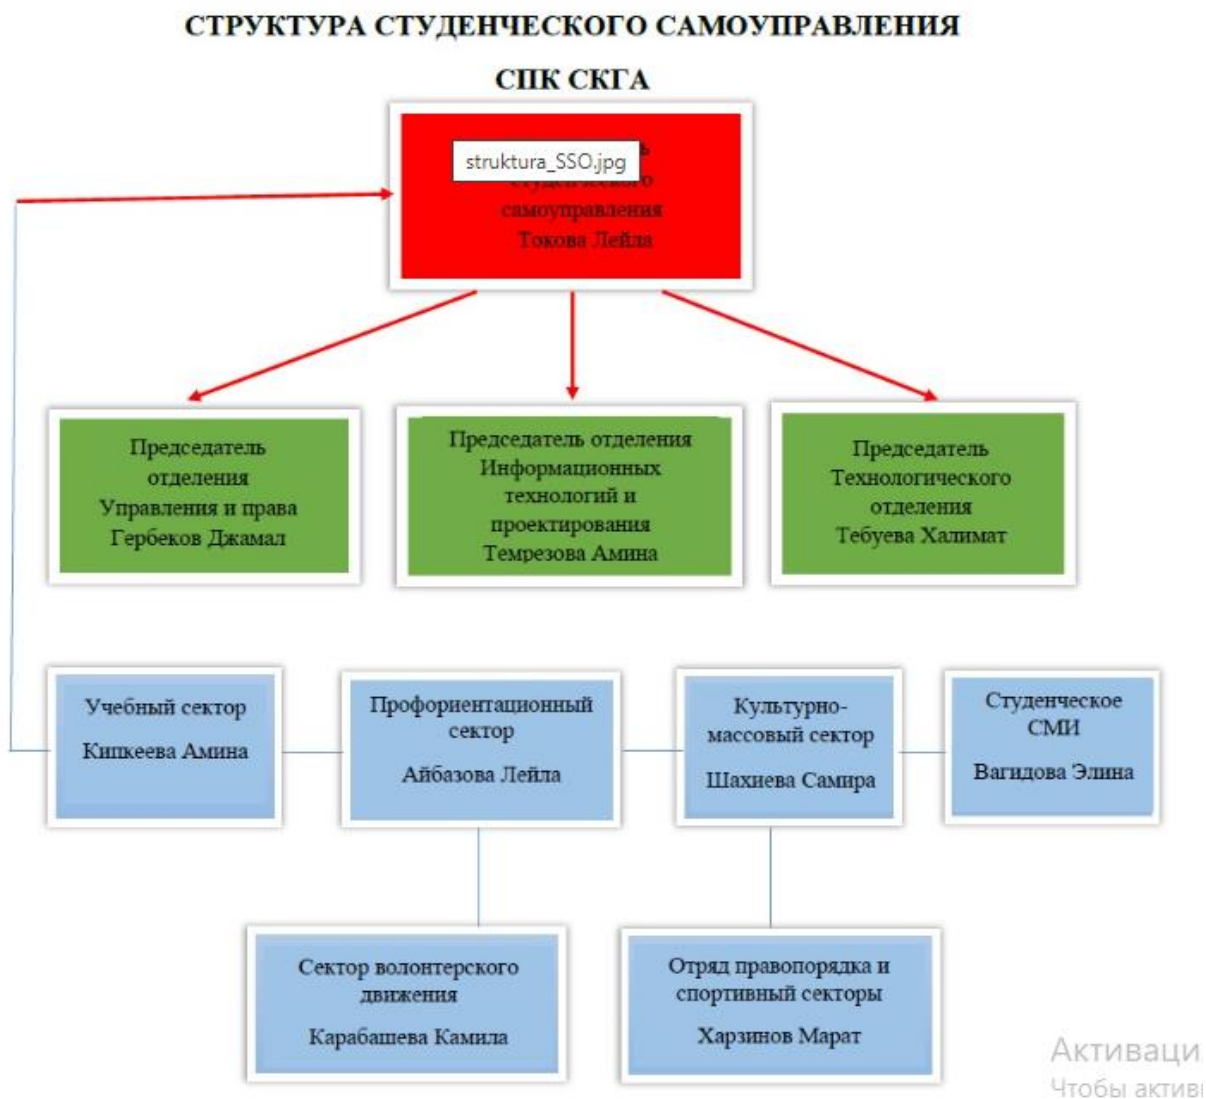 СТРУКТУРА СТУДЕНЧЕСКОГО САМОУПРАВЛЕНИЯ
СПК СКГА
struktura_SSO.jpg
студенческого
самоуправления
Токова Лейла
Председатель
отделения
Управления и права
Гербеков Джамал
Председатель отделения
Информационных
технологий и
проектирования
Темрезова Амина
Председатель
Технологического
отделения
Тебуева Халимат
Учебный сектор
Кипкеева Амина
Профориентационный
сектор
Айбазова Лейла
Культурно-
массовый сектор
Шахиева Самира
Студенческое
СМИ
Вагидова Элина
Сектор волонтерского
движения
Карабашева Камила
Отряд правопорядка и
спортивный секторы
Харзинов Марат
Активаци
Чтобы актив